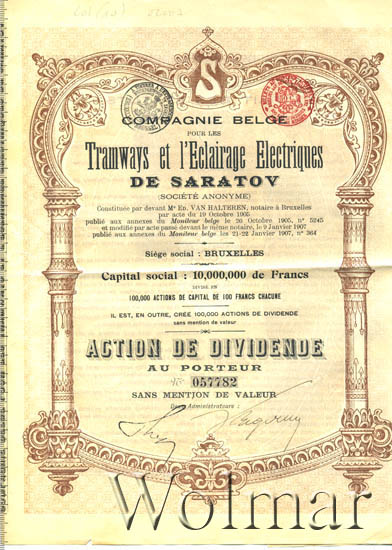 S
COMPAGNIE BELGE
POUR LES
Tramways et l'Eclairage Electriques
DE SARATOV
(SOCIÉTÉ ANONYME)
Constituée par devant Me ED. VAN HALTEREN, notaire à Bruxelles
par acte du 19 Octobre 1905
publié aux annexes du Moniteur belge le 20 Octobre 1905, n° 5245
et modifié par acte passé devant le même notaire, le 9 Janvier 1907
publié aux annexes du Moniteur belge les 21-22 Janvier 1907, n° 364
Siège social : BRUXELLES
Capital social : 10,000,000 de Francs
DIVISÉ EN
100,000 ACTIONS DE CAPITAL DE 100 FRANCS CHACUNE
IL EST, EN OUTRE, CRÉÉ 100,000 ACTIONS DE DIVIDENDE
sans mention de valeur
ACTION DE DIVIDENDE
AU PORTEUR
N° 057782
SANS MENTION DE VALEUR
Deux Administrateurs :
Wolmar